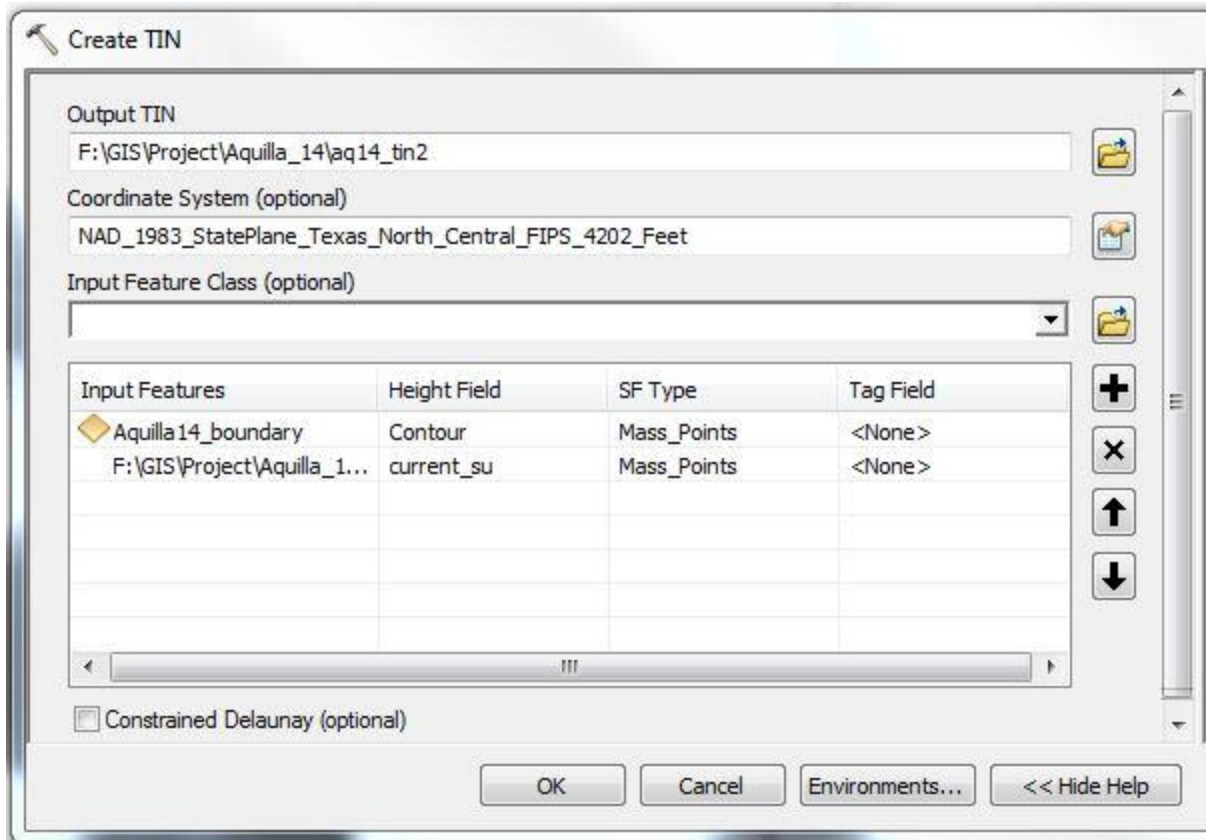 Create TIN
Output TIN
F:\GIS\Project\Aquilla_14\aq14_tin2
Coordinate System (optional)
NAD_1983_StatePlane_Texas_North_Central_FIPS_4202_Feet
Input Feature Class (optional)
Input Features Height Field SF Type Tag Field
Aquilla14_boundary Contour Mass_Points <None>
F:\GIS\Project\Aquilla_1... current_su Mass_Points <None>
Constrained Delaunay (optional)
OK Cancel Environments... << Hide Help